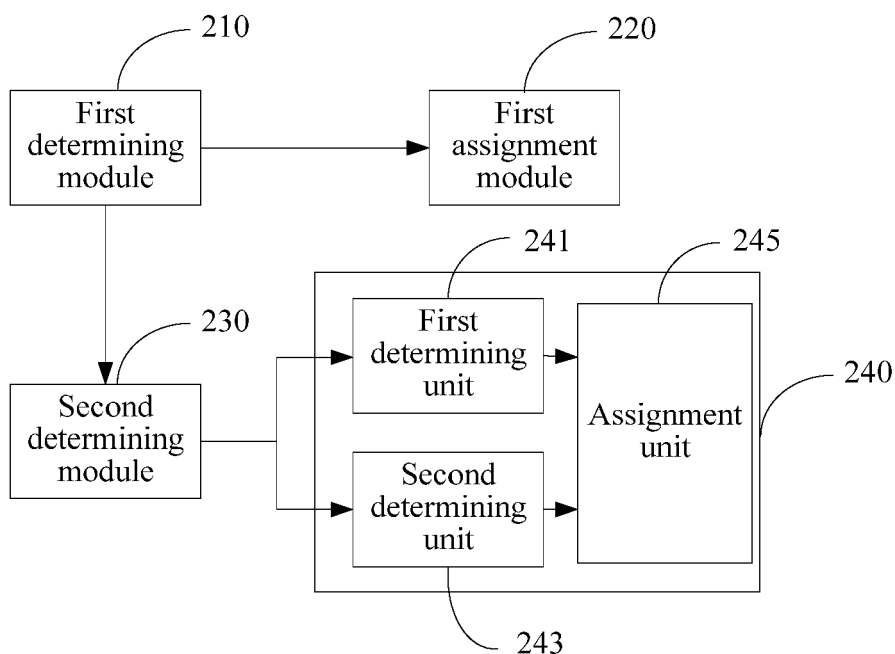 210
220
First
determining
module
First
assignment
module
241
245
230
First
determining
unit
240
Second
determining
module
Assignment
unit
Second
determining
unit
243